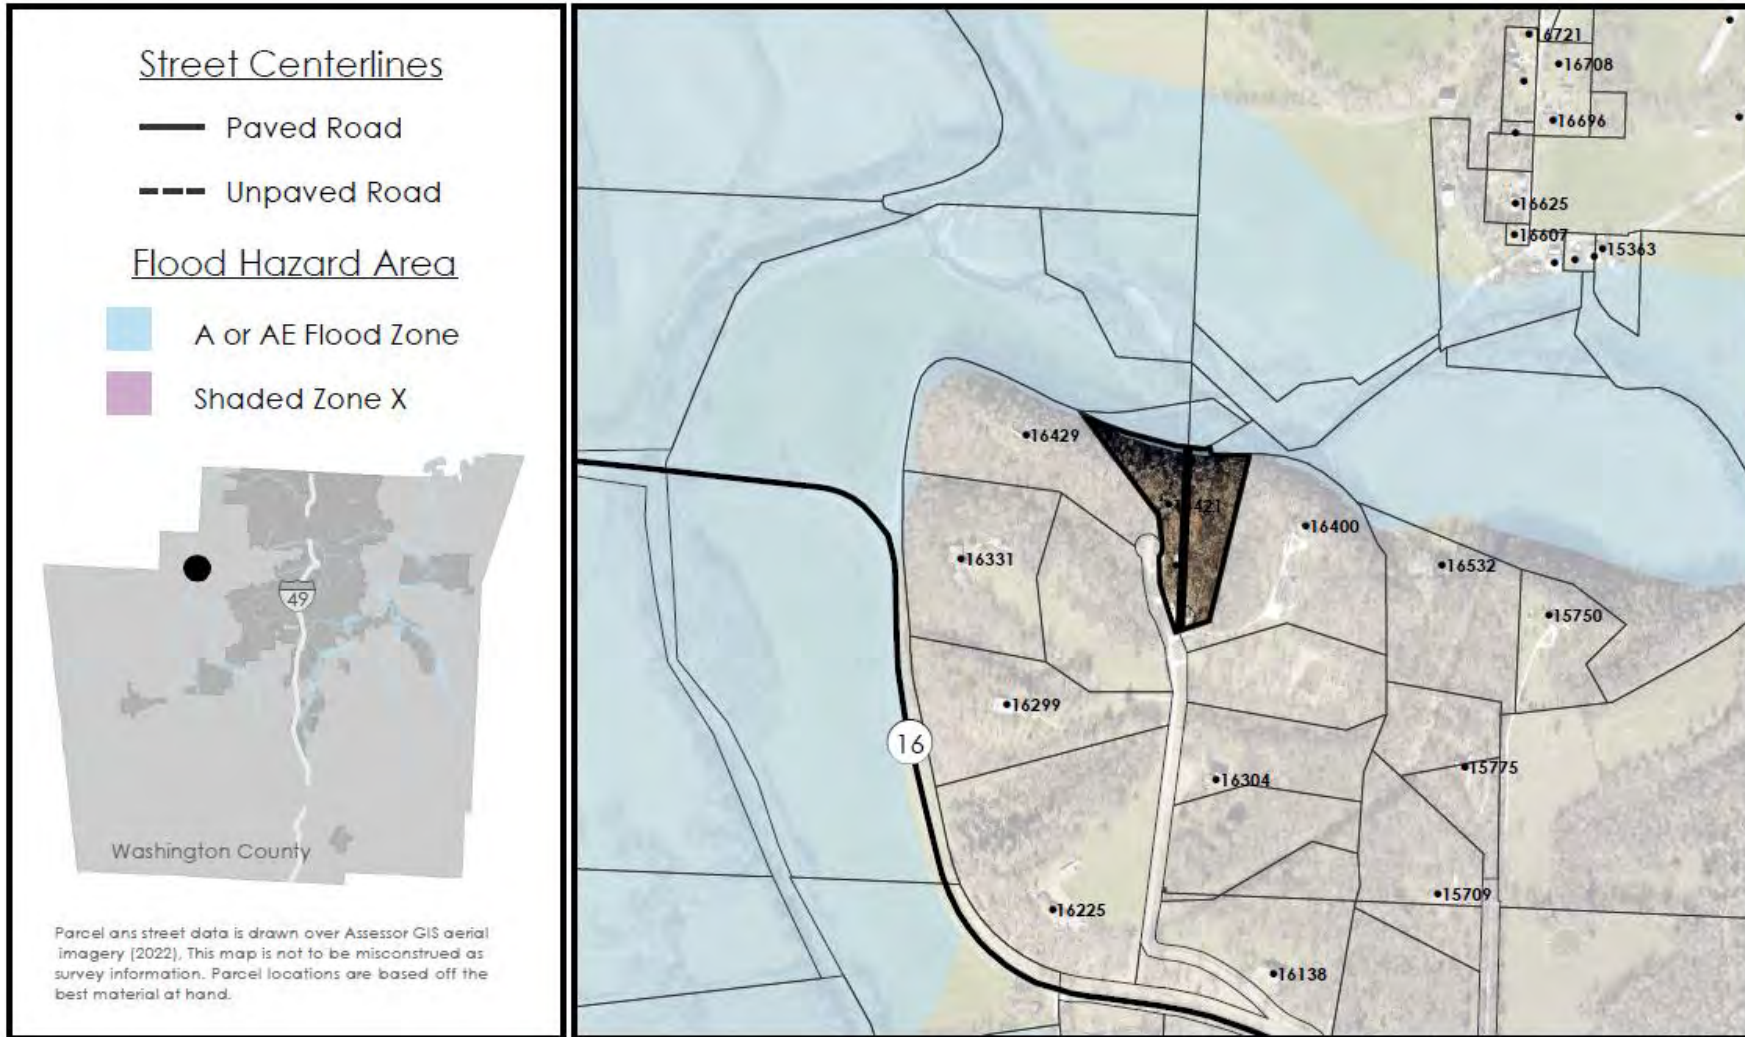 Street Centerlines
Paved Road
Unpaved Road
Flood Hazard Area
A or AE Flood Zone
Shaded Zone X
49
Washington County
Parcel ans street data is drawn over Assessor GIS aerial
imagery (2022), This map is not to be misconstrued as
survey information. Parcel locations are based off the
best material at hand.
16721
16708
16696
16625
16607
15363
16429
16400
16331
16532
15750
16299
16
16304
15775
15709
16225
16138